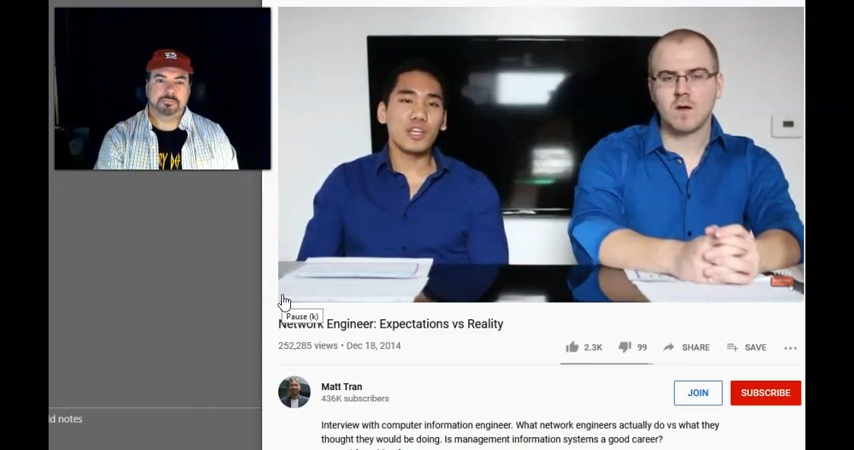 Pause (k)
Network Engineer: Expectations vs Reality
252,285 views • Dec 18, 2014
2.3K
99
SHARE
SAVE
Matt Tran
436K subscribers
JOIN
SUBSCRIBE
d notes
Interview with computer information engineer. What network engineers actually do vs what they
thought they would be doing. Is management information systems a good career?